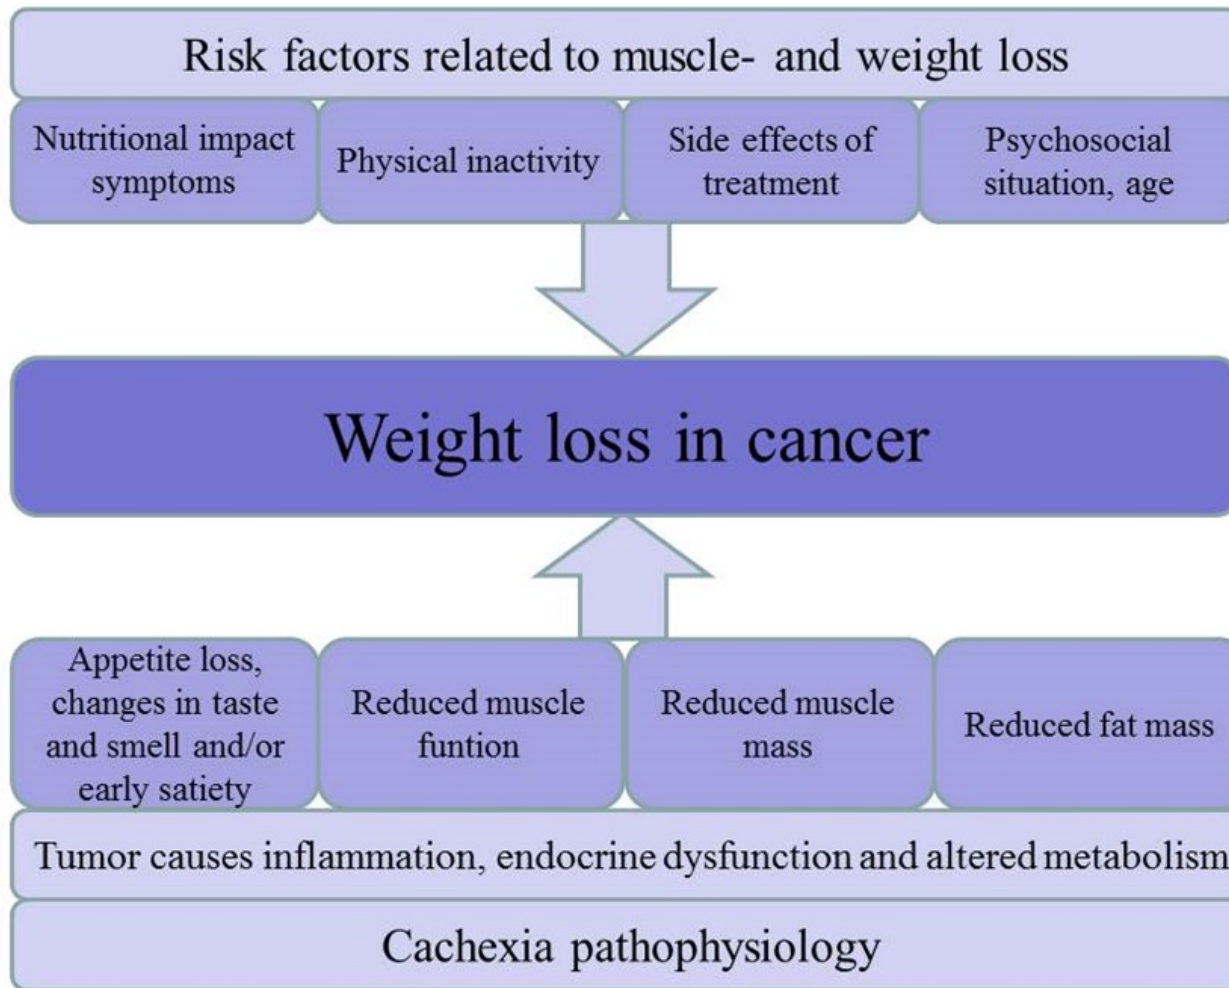 Risk factors related to muscle- and weight loss
Nutritional impact
symptoms
Physical inactivity
Side effects of
treatment
Psychosocial
situation, age
Weight loss in cancer
Appetite loss,
changes in taste
and smell and/or
early satiety
Reduced muscle
funtion
Reduced muscle
mass
Reduced fat mass
Tumor causes inflammation, endocrine dysfunction and altered metabolism
Cachexia pathophysiology